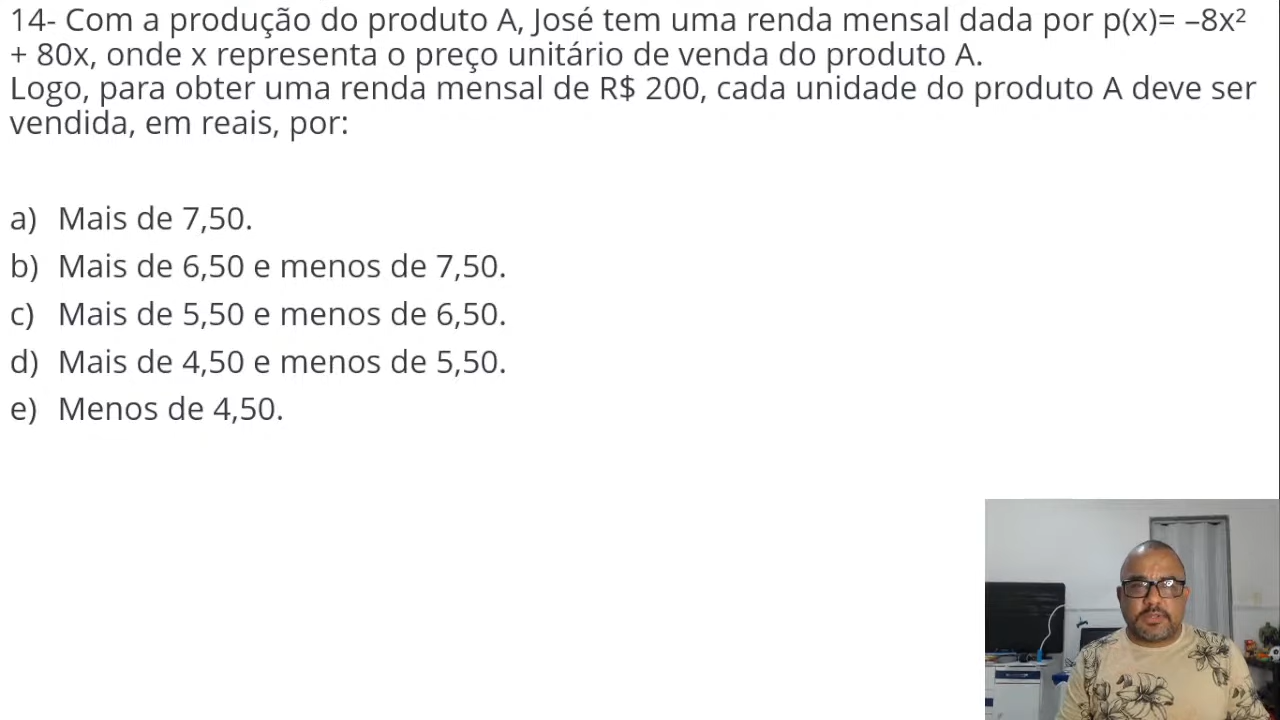 14- Com a produção do produto A, José tem uma renda mensal dada por p(x)= –8x²
+ 80x, onde x representa o preço unitário de venda do produto A.
Logo, para obter uma renda mensal de R$ 200, cada unidade do produto A deve ser
vendida, em reais, por:
a) Mais de 7,50.
b) Mais de 6,50 e menos de 7,50.
c) Mais de 5,50 e menos de 6,50.
d) Mais de 4,50 e menos de 5,50.
e) Menos de 4,50.